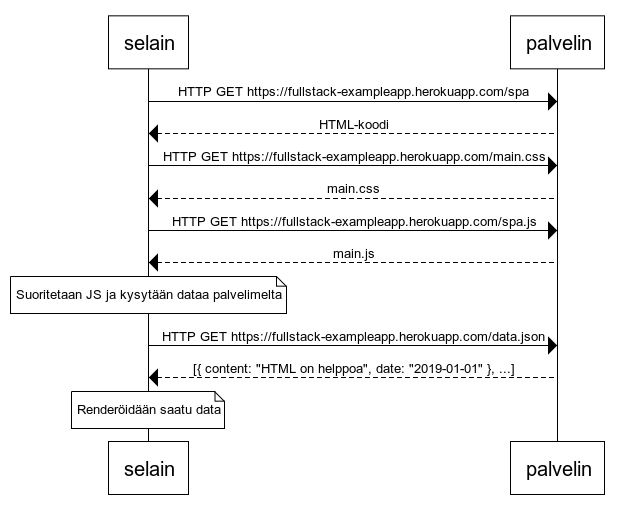 selain palvelin
HTTP GET https://fullstack-exampleapp.herokuapp.com/spa
HTML-koodi
HTTP GET https://fullstack-exampleapp.herokuapp.com/main.css
main.css
HTTP GET https://fullstack-exampleapp.herokuapp.com/spa.js
main.js
Suoritetaan JS ja kysytään dataa palvelimelta
HTTP GET https://fullstack-exampleapp.herokuapp.com/data.json
[{ content: "HTML on helppoa", date: "2019-01-01" }, ...]
Renderöidään saatu data
selain palvelin